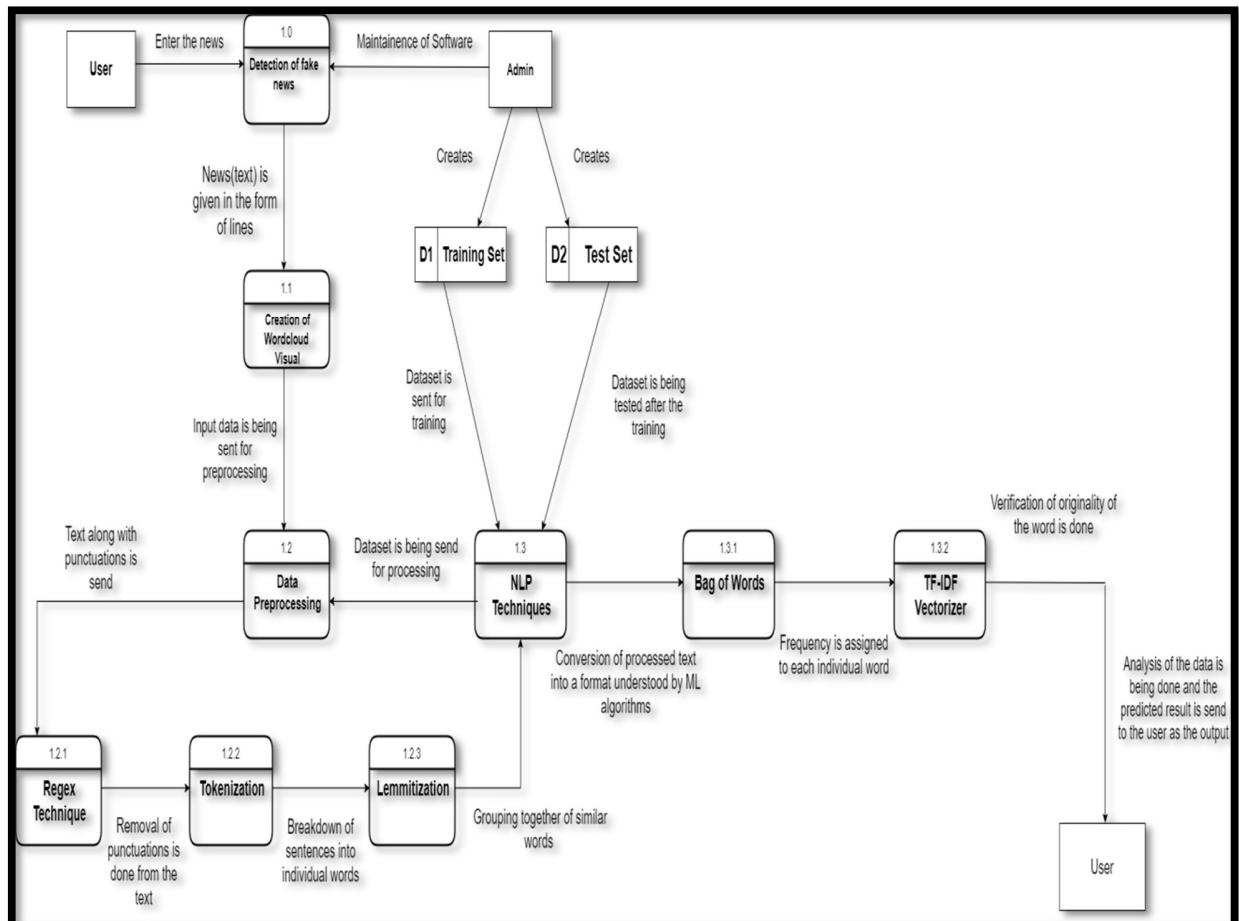 1.0
Enter the news
Maintainence of Software
User
Detection of fake
news
Admin
Creates
Creates
News(text) is
given in the form
of lines
D1 Training Set
D2 Test Set
1.1
Creation of
Wordcloud
Visual
Dataset is
sent for
training
Dataset is being
tested after the
training
Input data is being
sent for
preprocessing
Verification of originality of
the word is done
Text along with
punctuations is
send
1.2
Data
Preprocessing
Dataset is being send
for processing
1.3
NLP
Techniques
1.3.1
Bag of Words
1.3.2
TF-IDF
Vectorizer
Conversion of processed text
into a format understood by ML
algorithms
Frequency is assigned
to each individual word
Analysis of the data is
being done and the
predicted result is send
to the user as the output
1.2.1
Regex
Technique
1.2.2
Tokenization
1.2.3
Lemmitization
Removal of
punctuations is
done from the
text
Breakdown of
sentences into
individual words
Grouping together of similar
words
User